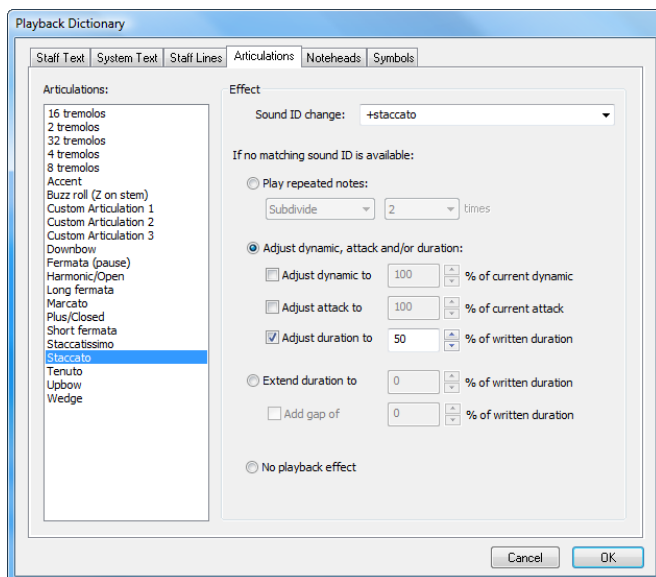 Playback Dictionary
Staff Text System Text Staff Lines Articulations Noteheads Symbols
Articulations:
16 tremolos
2 tremolos
32 tremolos
4 tremolos
8 tremolos
Accent
Buzz roll (Z on stem)
Custom Articulation 1
Custom Articulation 2
Custom Articulation 3
Downbow
Fermata (pause)
Harmonic/Open
Long fermata
Marcato
Plus/Closed
Short fermata
Staccatissimo
Staccato
Tenuto
Upbow
Wedge
Effect
Sound ID change: +staccato
If no matching sound ID is available:
Play repeated notes:
Subdivide 2 times
Adjust dynamic, attack and/or duration:
Adjust dynamic to 100 % of current dynamic
Adjust attack to 100 % of current attack
Adjust duration to 50 % of written duration
Extend duration to 0 % of written duration
Add gap of 0 % of written duration
No playback effect
Cancel OK